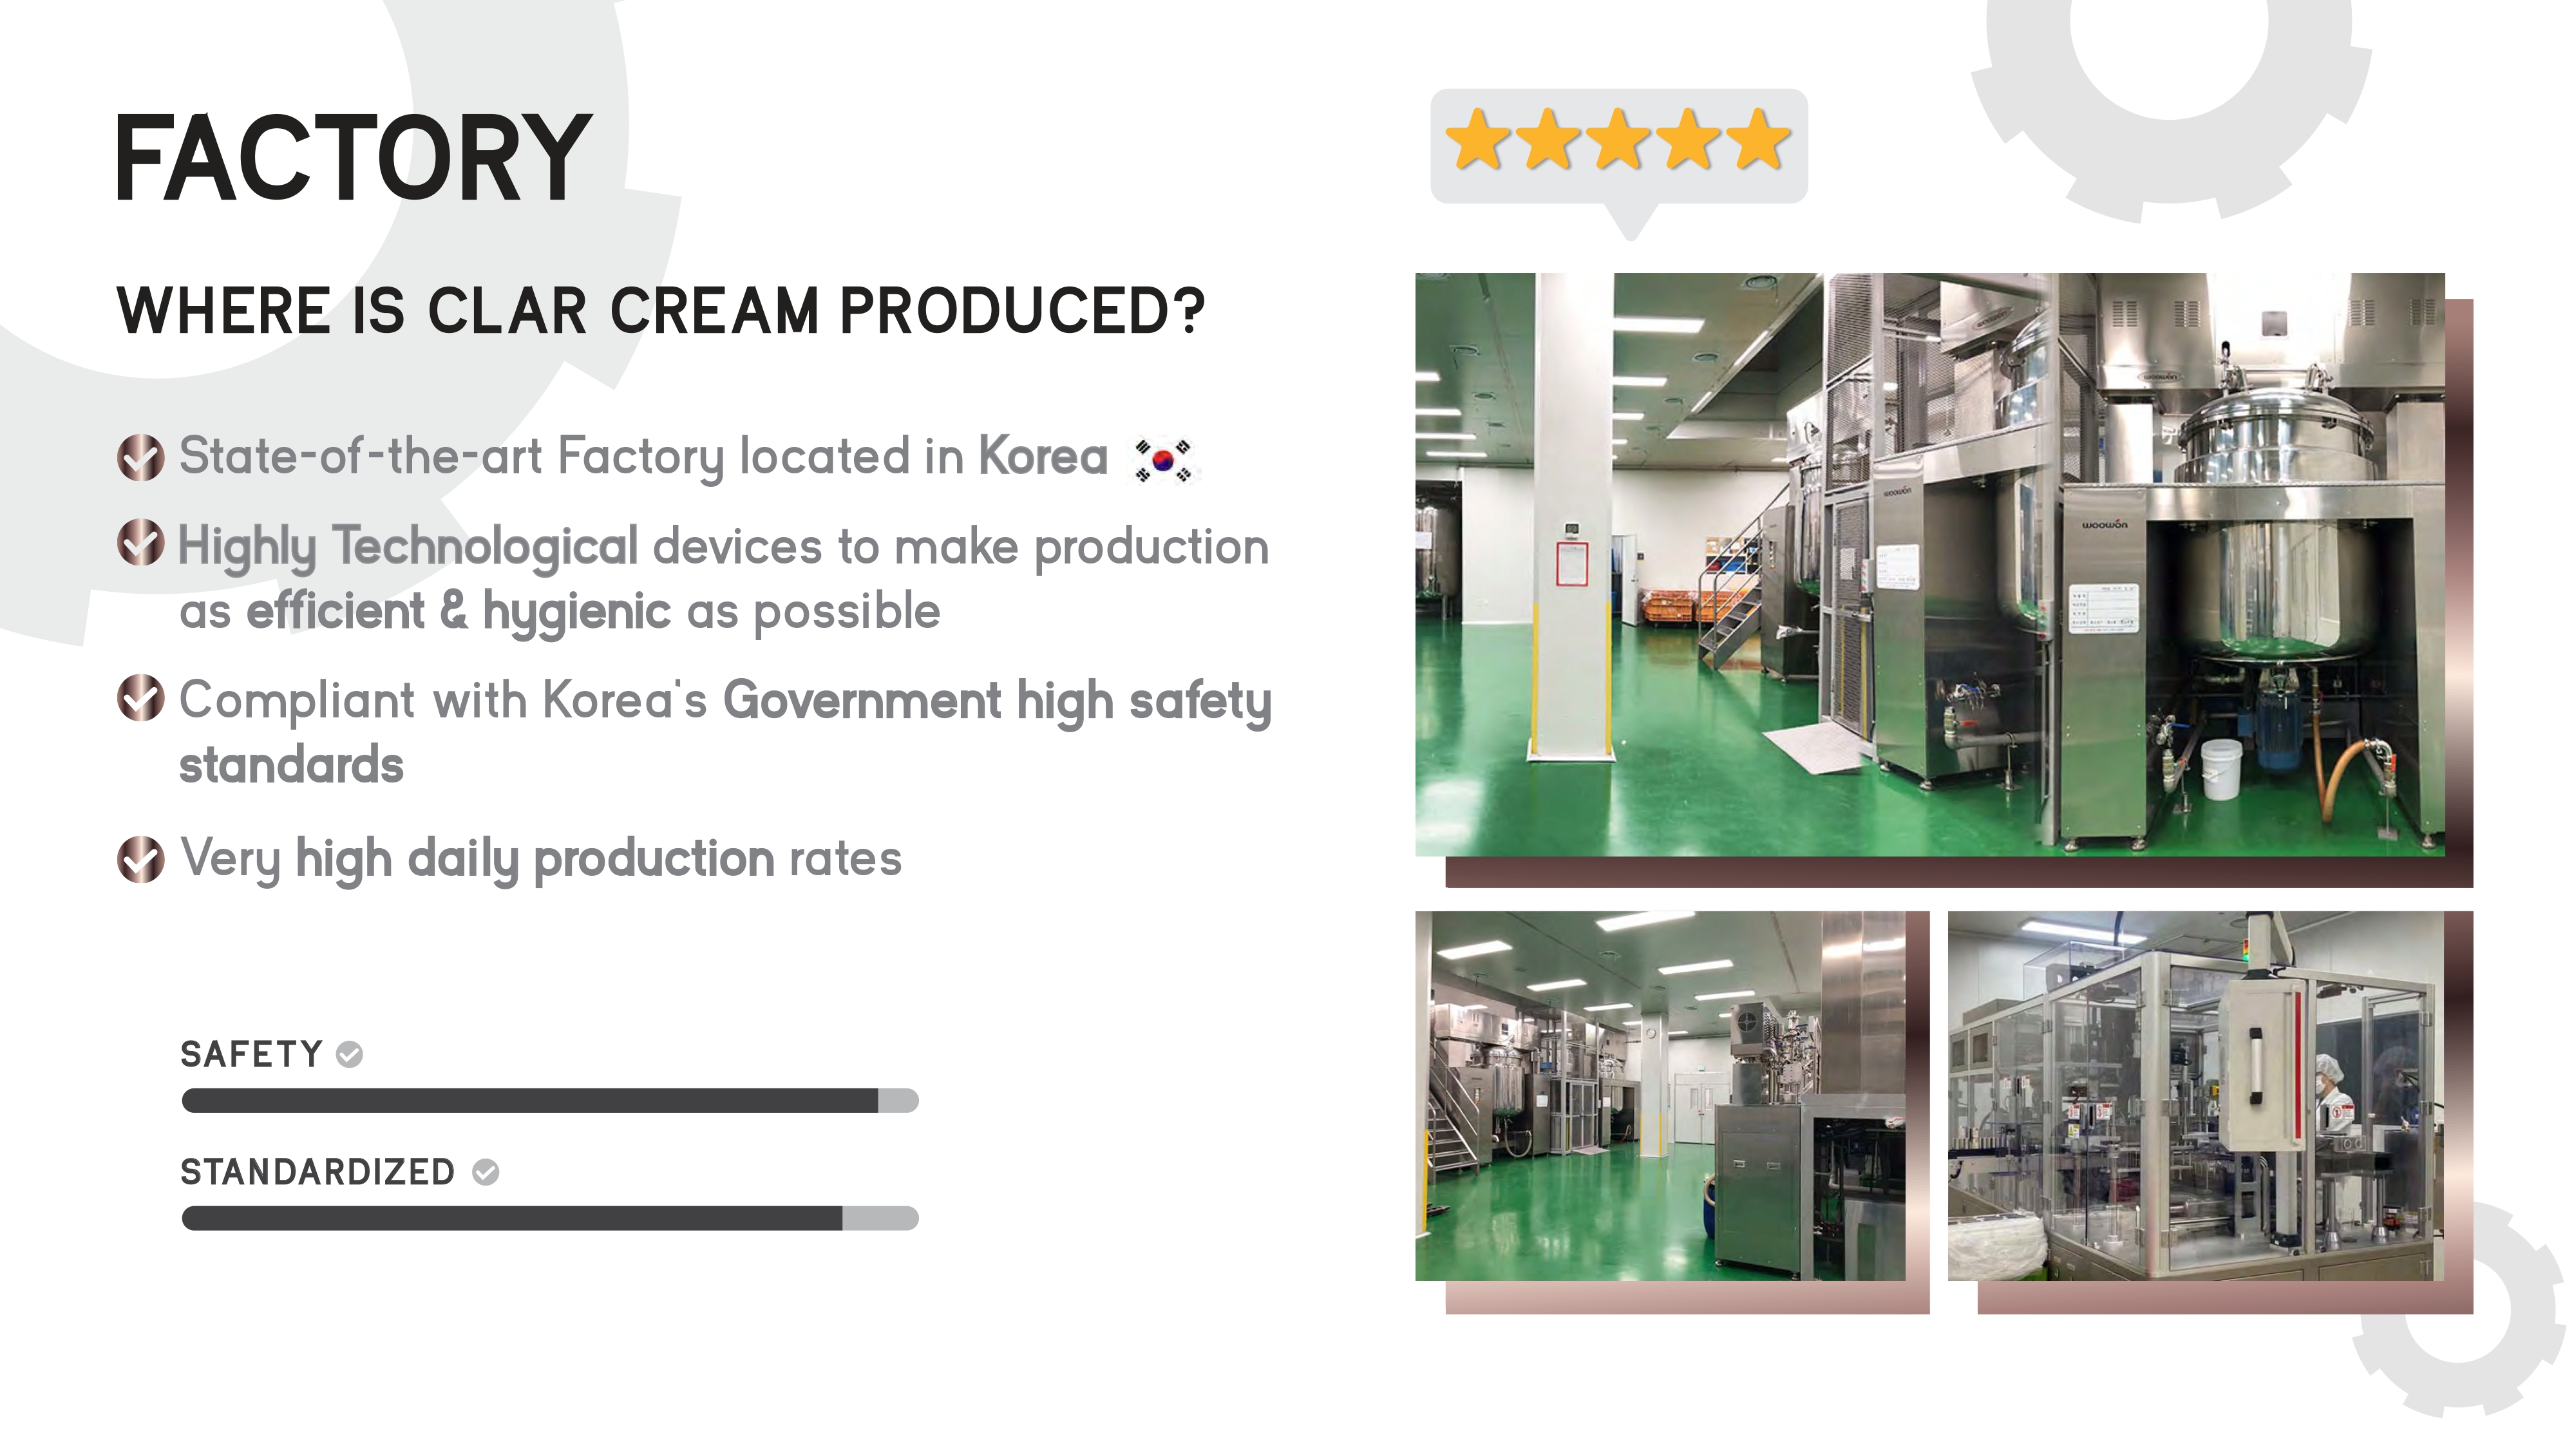 FACTORY
WHERE IS CLAR CREAM PRODUCED?
State-of-the-art Factory located in Korea
Highly Technological devices to make production
as efficient & hygienic as possible
Compliant with Korea's Government high safety
standards
Very high daily production rates
SAFETY
STANDARDIZED
woowon
woowon